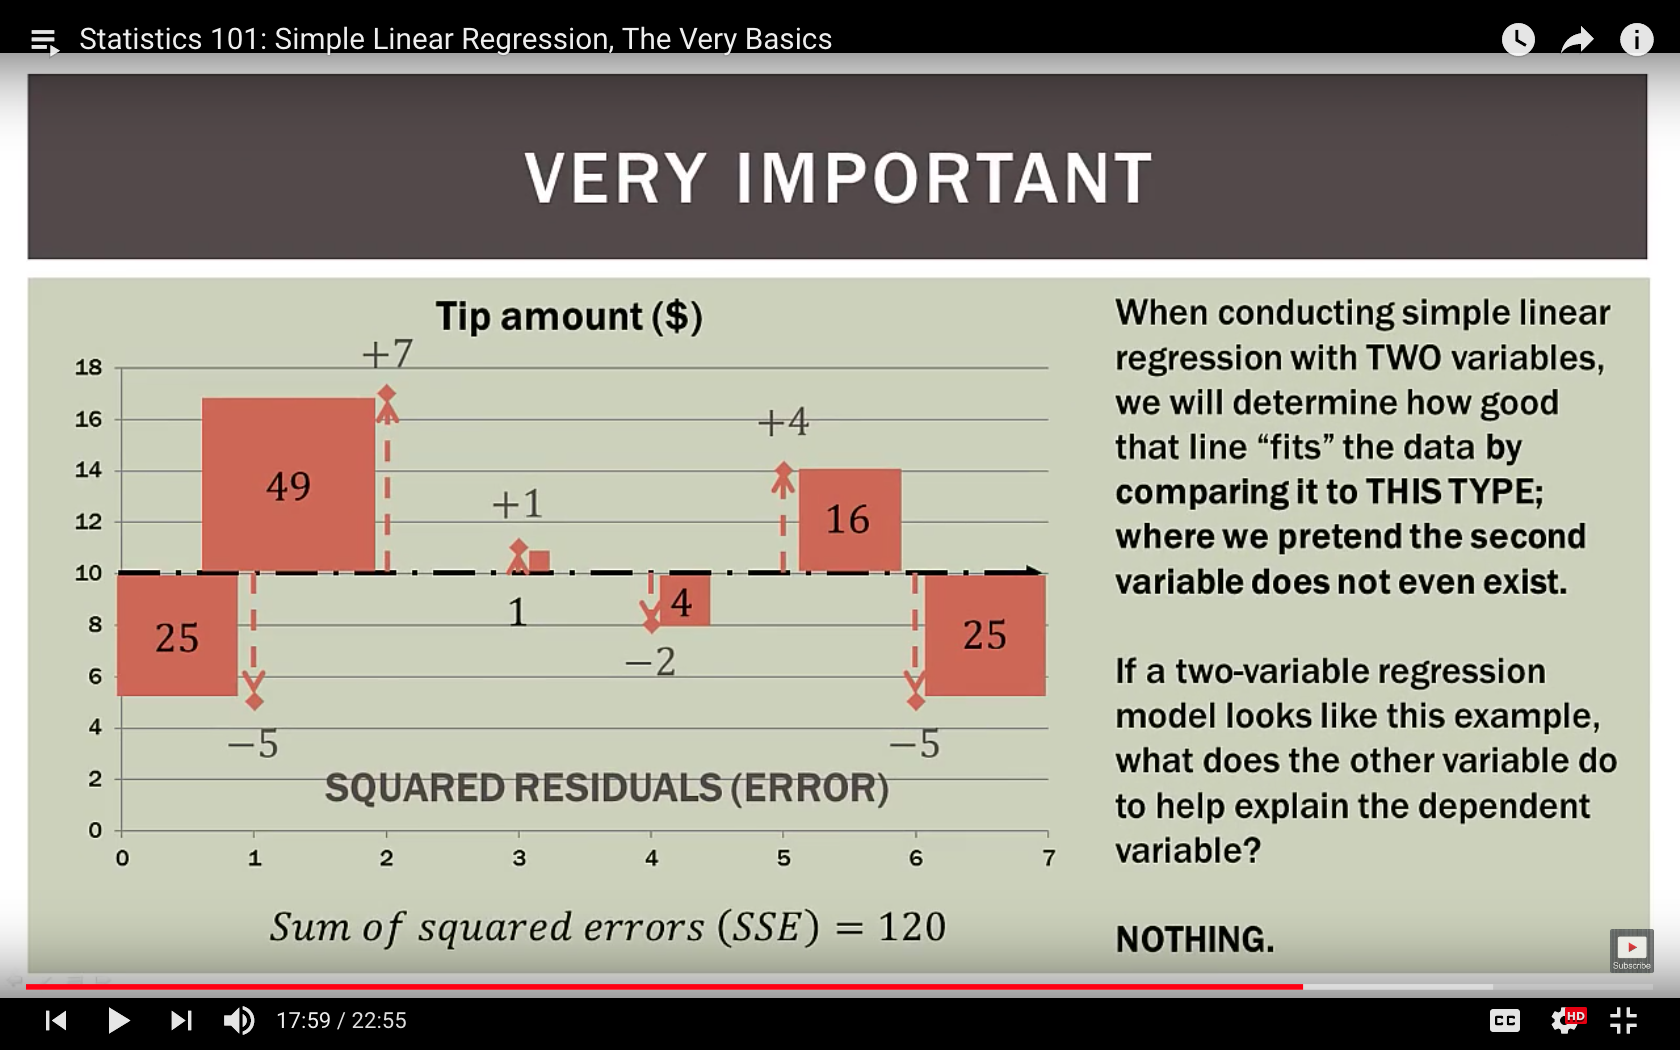 Statistics 101: Simple Linear Regression, The Very Basics
VERY IMPORTANT
Tip amount ($)
+7
18
16
+4
14
49
+1
16
12
10
1
4
8
25
25
−2
6
4
−5
−5
2
SQUARED RESIDUALS (ERROR)
0
0 1 2 3 4 5 6 7
Sum of squared errors (SSE) = 120
When conducting simple linear
regression with TWO variables,
we will determine how good
that line “fits” the data by
comparing it to THIS TYPE;
where we pretend the second
variable does not even exist.
If a two-variable regression
model looks like this example,
what does the other variable do
to help explain the dependent
variable?
NOTHING.
Subscribe
17:59 / 22:55
CC
HD